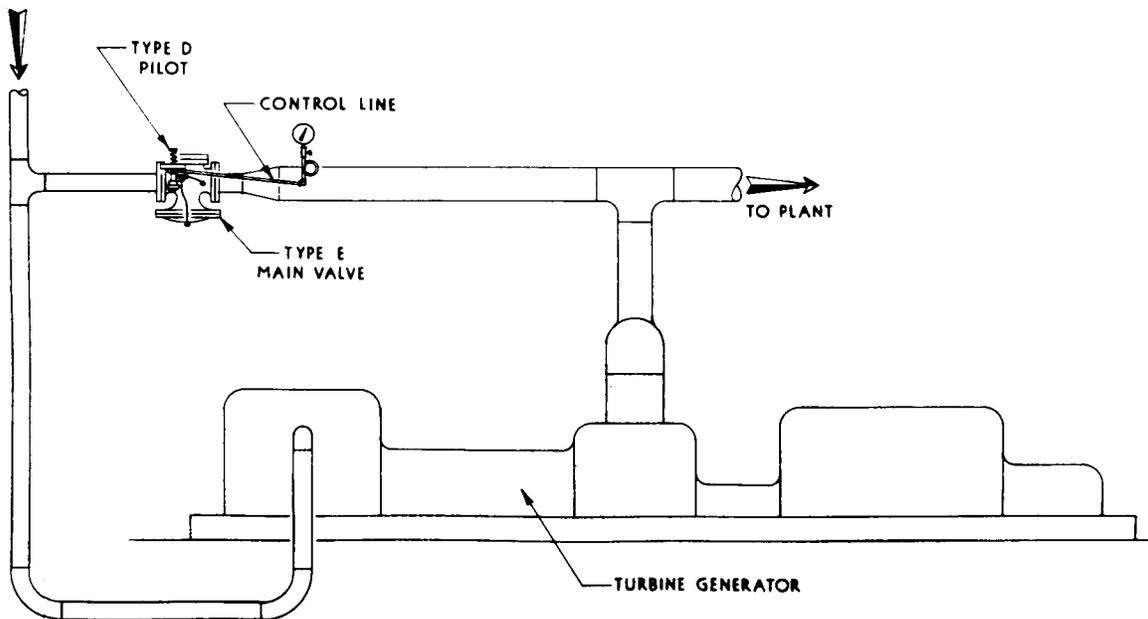 TYPE D
PILOT
CONTROL LINE
TO PLANT
TYPE E
MAIN VALVE
TURBINE GENERATOR